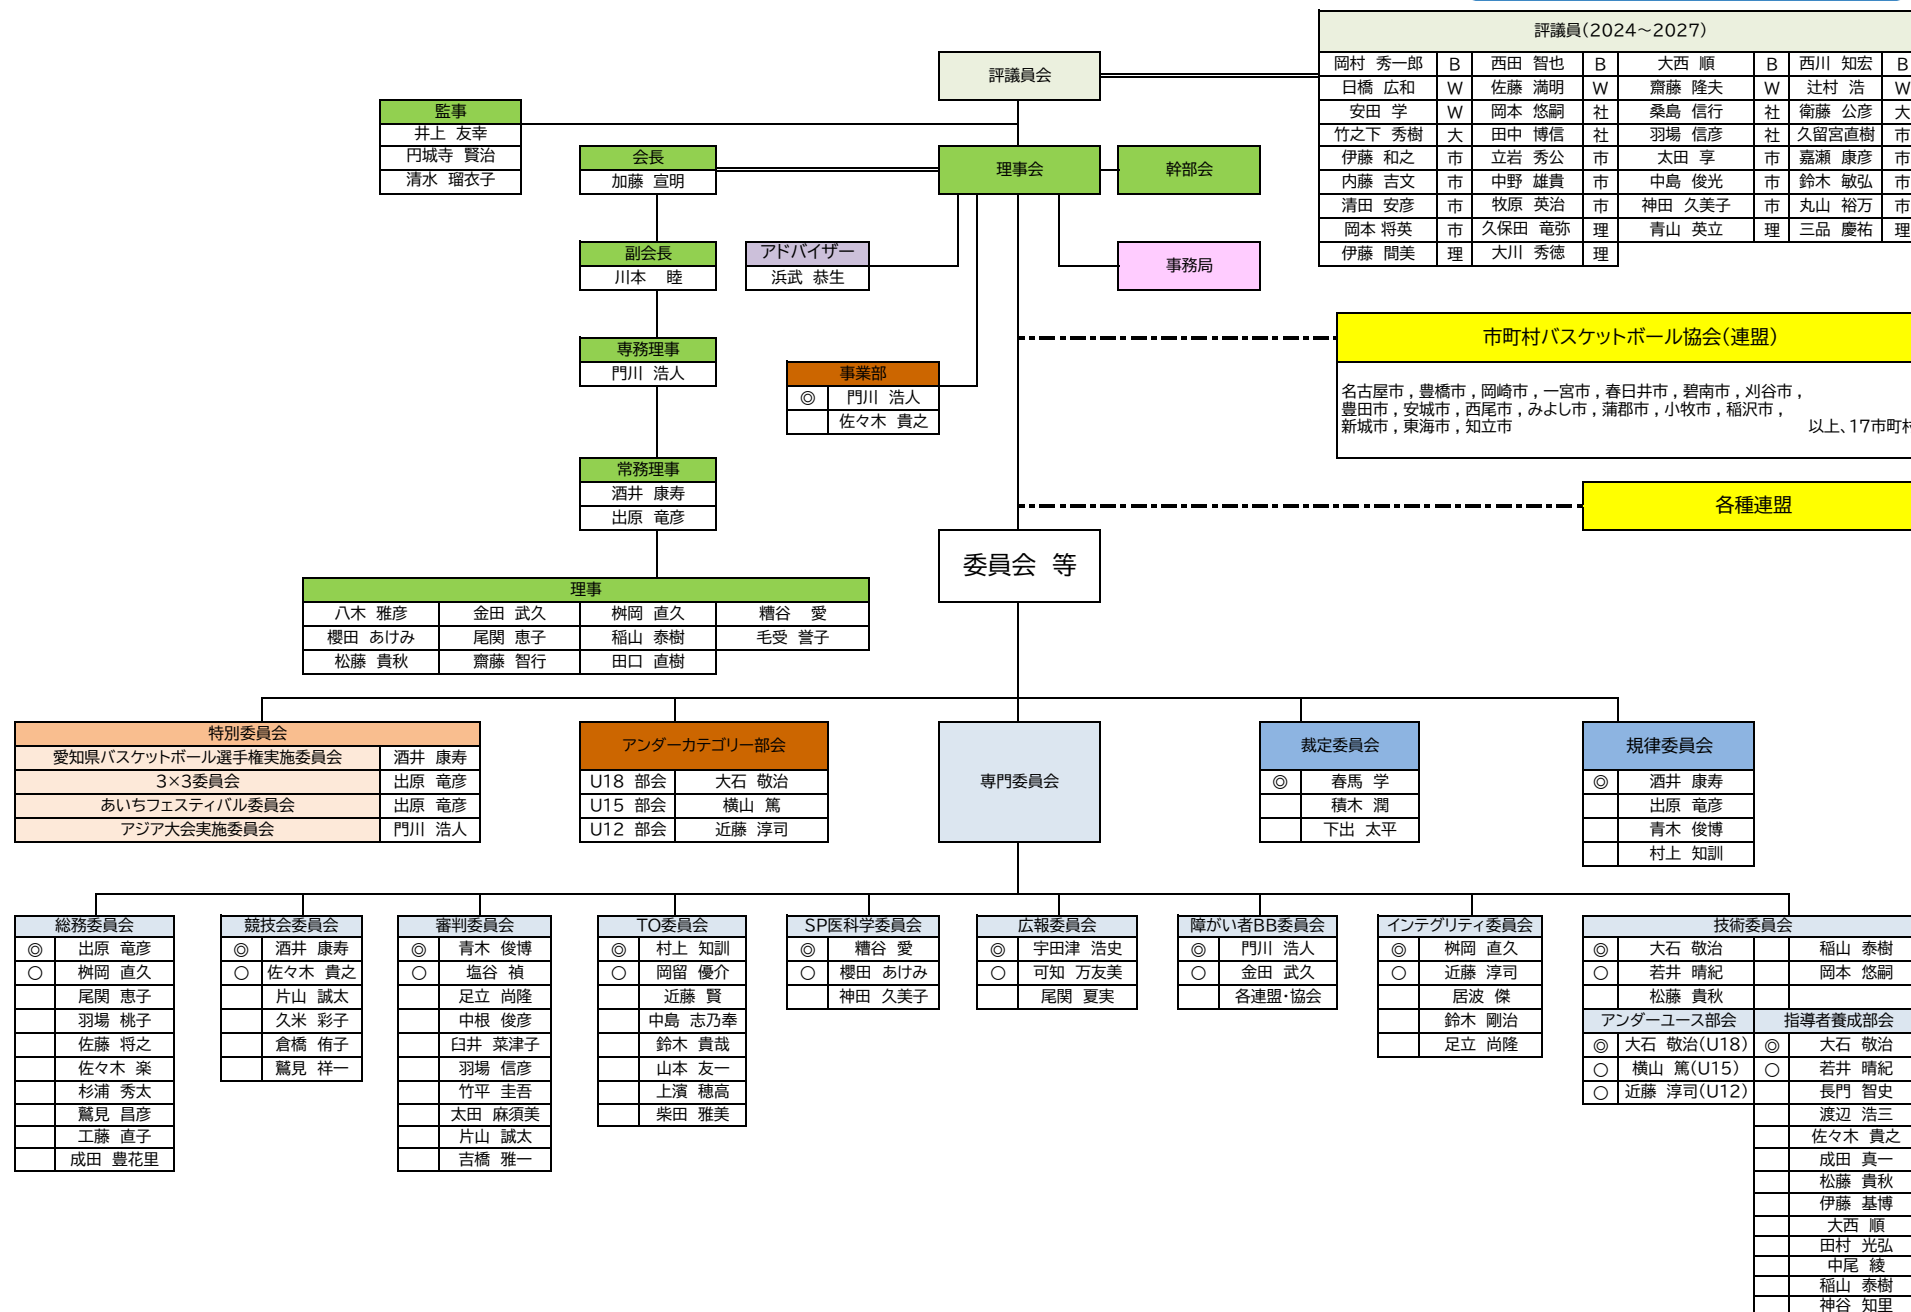 評議員(2024～2027)
岡村 秀一郎 B 西田 智也 B 大西 順 B 西川 知宏 B
日橋 広和 W 佐藤 満明 W 齋藤 隆夫 W 辻村 浩 W
安田 学 W 岡本 悠嗣 社 桑島 信行 社 衛藤 公彦 大
竹之下 秀樹 大 田中 博信 社 羽場 信彦 社 久留宮直樹 市
伊藤 和之 市 立岩 秀公 市 太田 享 市 嘉瀬 康彦 市
内藤 吉文 市 中野 雄貴 市 中島 俊光 市 鈴木 敏弘 市
清田 安彦 市 牧原 英治 市 神田 久美子 市 丸山 裕万 市
岡本 将英 市 久保田 竜弥 理 青山 英立 理 三品 慶祐 理
伊藤 間美 理 大川 秀徳 理
評議員会
監事
井上 友幸
円城寺 賢治
清水 瑠衣子
会長
加藤 宣明
理事会
幹部会
副会長
川本 睦
アドバイザー
浜武 恭生
事務局
専務理事
門川 浩人
事業部
◎ 門川 浩人
佐々木 貴之
市町村バスケットボール協会(連盟)
名古屋市，豊橋市，岡崎市，一宮市，春日井市，碧南市，刈谷市，
豊田市，安城市，西尾市，みよし市，蒲郡市，小牧市，稲沢市，
新城市，東海市，知立市 以上、17市町村
常務理事
酒井 康寿
出原 竜彦
各種連盟
委員会 等
理事
八木 雅彦 金田 武久 桝岡 直久 糟谷 愛
櫻田 あけみ 尾関 恵子 稲山 泰樹 毛受 誉子
松藤 貴秋 齋藤 智行 田口 直樹
特別委員会
愛知県バスケットボール選手権実施委員会 酒井 康寿
3×3委員会 出原 竜彦
あいちフェスティバル委員会 出原 竜彦
アジア大会実施委員会 門川 浩人
アンダーカテゴリー部会
U18 部会 大石 敬治
U15 部会 横山 篤
U12 部会 近藤 淳司
専門委員会
裁定委員会
◎ 春馬 学
積木 潤
下出 太平
規律委員会
◎ 酒井 康寿
出原 竜彦
青木 俊博
村上 知訓
総務委員会
◎ 出原 竜彦
○ 桝岡 直久
尾関 恵子
羽場 桃子
佐藤 将之
佐々木 楽
杉浦 秀太
鷲見 昌彦
工藤 直子
成田 豊花里
競技会委員会
◎ 酒井 康寿
○ 佐々木 貴之
片山 誠太
久米 彩子
倉橋 侑子
鷲見 祥一
審判委員会
◎ 青木 俊博
○ 塩谷 禎
足立 尚隆
中根 俊彦
臼井 菜津子
羽場 信彦
竹平 圭吾
太田 麻須美
片山 誠太
吉橋 雅一
TO委員会
◎ 村上 知訓
○ 岡留 優介
近藤 賢
中島 志乃奉
鈴木 貴哉
山本 友一
上濱 穂高
柴田 雅美
SP医科学委員会
◎ 糟谷 愛
○ 櫻田 あけみ
神田 久美子
広報委員会
◎ 宇田津 浩史
○ 可知 万友美
尾関 夏実
障がい者BB委員会
◎ 門川 浩人
○ 金田 武久
各連盟・協会
インテグリティ委員会
◎ 桝岡 直久
○ 近藤 淳司
居波 傑
鈴木 剛治
足立 尚隆
技術委員会
◎ 大石 敬治 稲山 泰樹
○ 若井 晴紀 岡本 悠嗣
松藤 貴秋
アンダーユース部会
◎ 大石 敬治(U18)
○ 横山 篤(U15)
○ 近藤 淳司(U12)
指導者養成部会
◎ 大石 敬治
○ 若井 晴紀
長門 智史
渡辺 浩三
佐々木 貴之
成田 真一
松藤 貴秋
伊藤 基博
大西 順
田村 光弘
中尾 綾
稲山 泰樹
神谷 知里